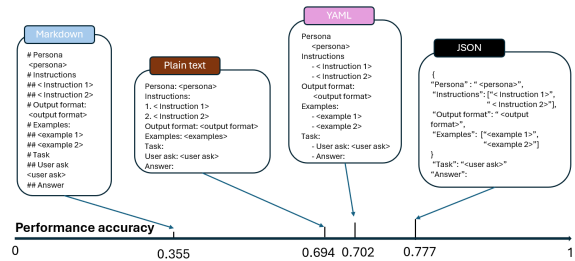 Markdown
# Persona
<persona>
# Instructions
## < Instruction 1>
## < Instruction 2>
# Output format:
<output format>
# Examples:
## <example 1>
## <example 2>
# Task
## User ask
<user ask>
## Answer
Plain text
Persona: <persona>
Instructions:
1. < Instruction 1>
2. < Instruction 2>
Output format: <output format>
Examples: <examples>
Task:
User ask: <user ask>
Answer:
YAML
Persona
<persona>
Instructions
- < Instruction 1>
- < Instruction 2>
Output format:
<output format>
Examples:
- <example 1>
- <example 2>
Task:
- User ask: <user ask>
- Answer:
JSON
{
"Persona" : " <persona>",
"Instructions": ["< Instruction 1>",
" < Instruction 2>"],
"Output format": " < output
format>",
"Examples": ["<example 1>",
"<example 2>"]
}
"Task": "<user ask>"
"Answer":
Performance accuracy
0
0.355
0.694
0.702
0.777
1